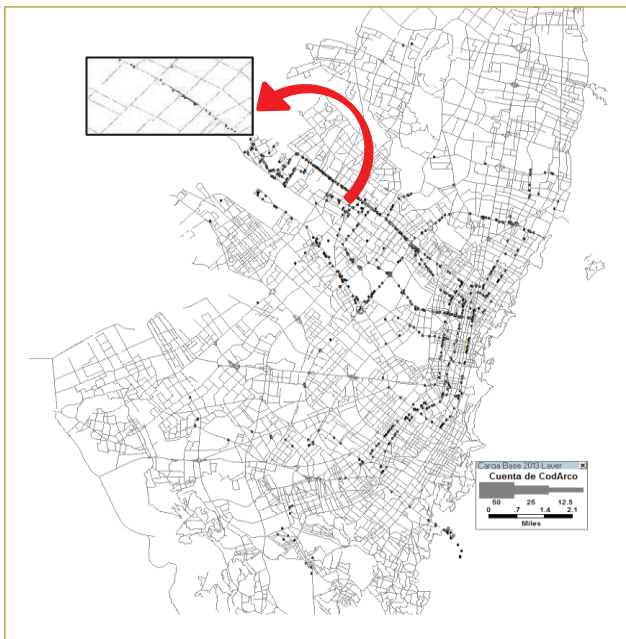 Carga Base 2013 Layer X
Cuenta de CodArco
50 25 12.5
0 .7 1.4 2.1
Miles